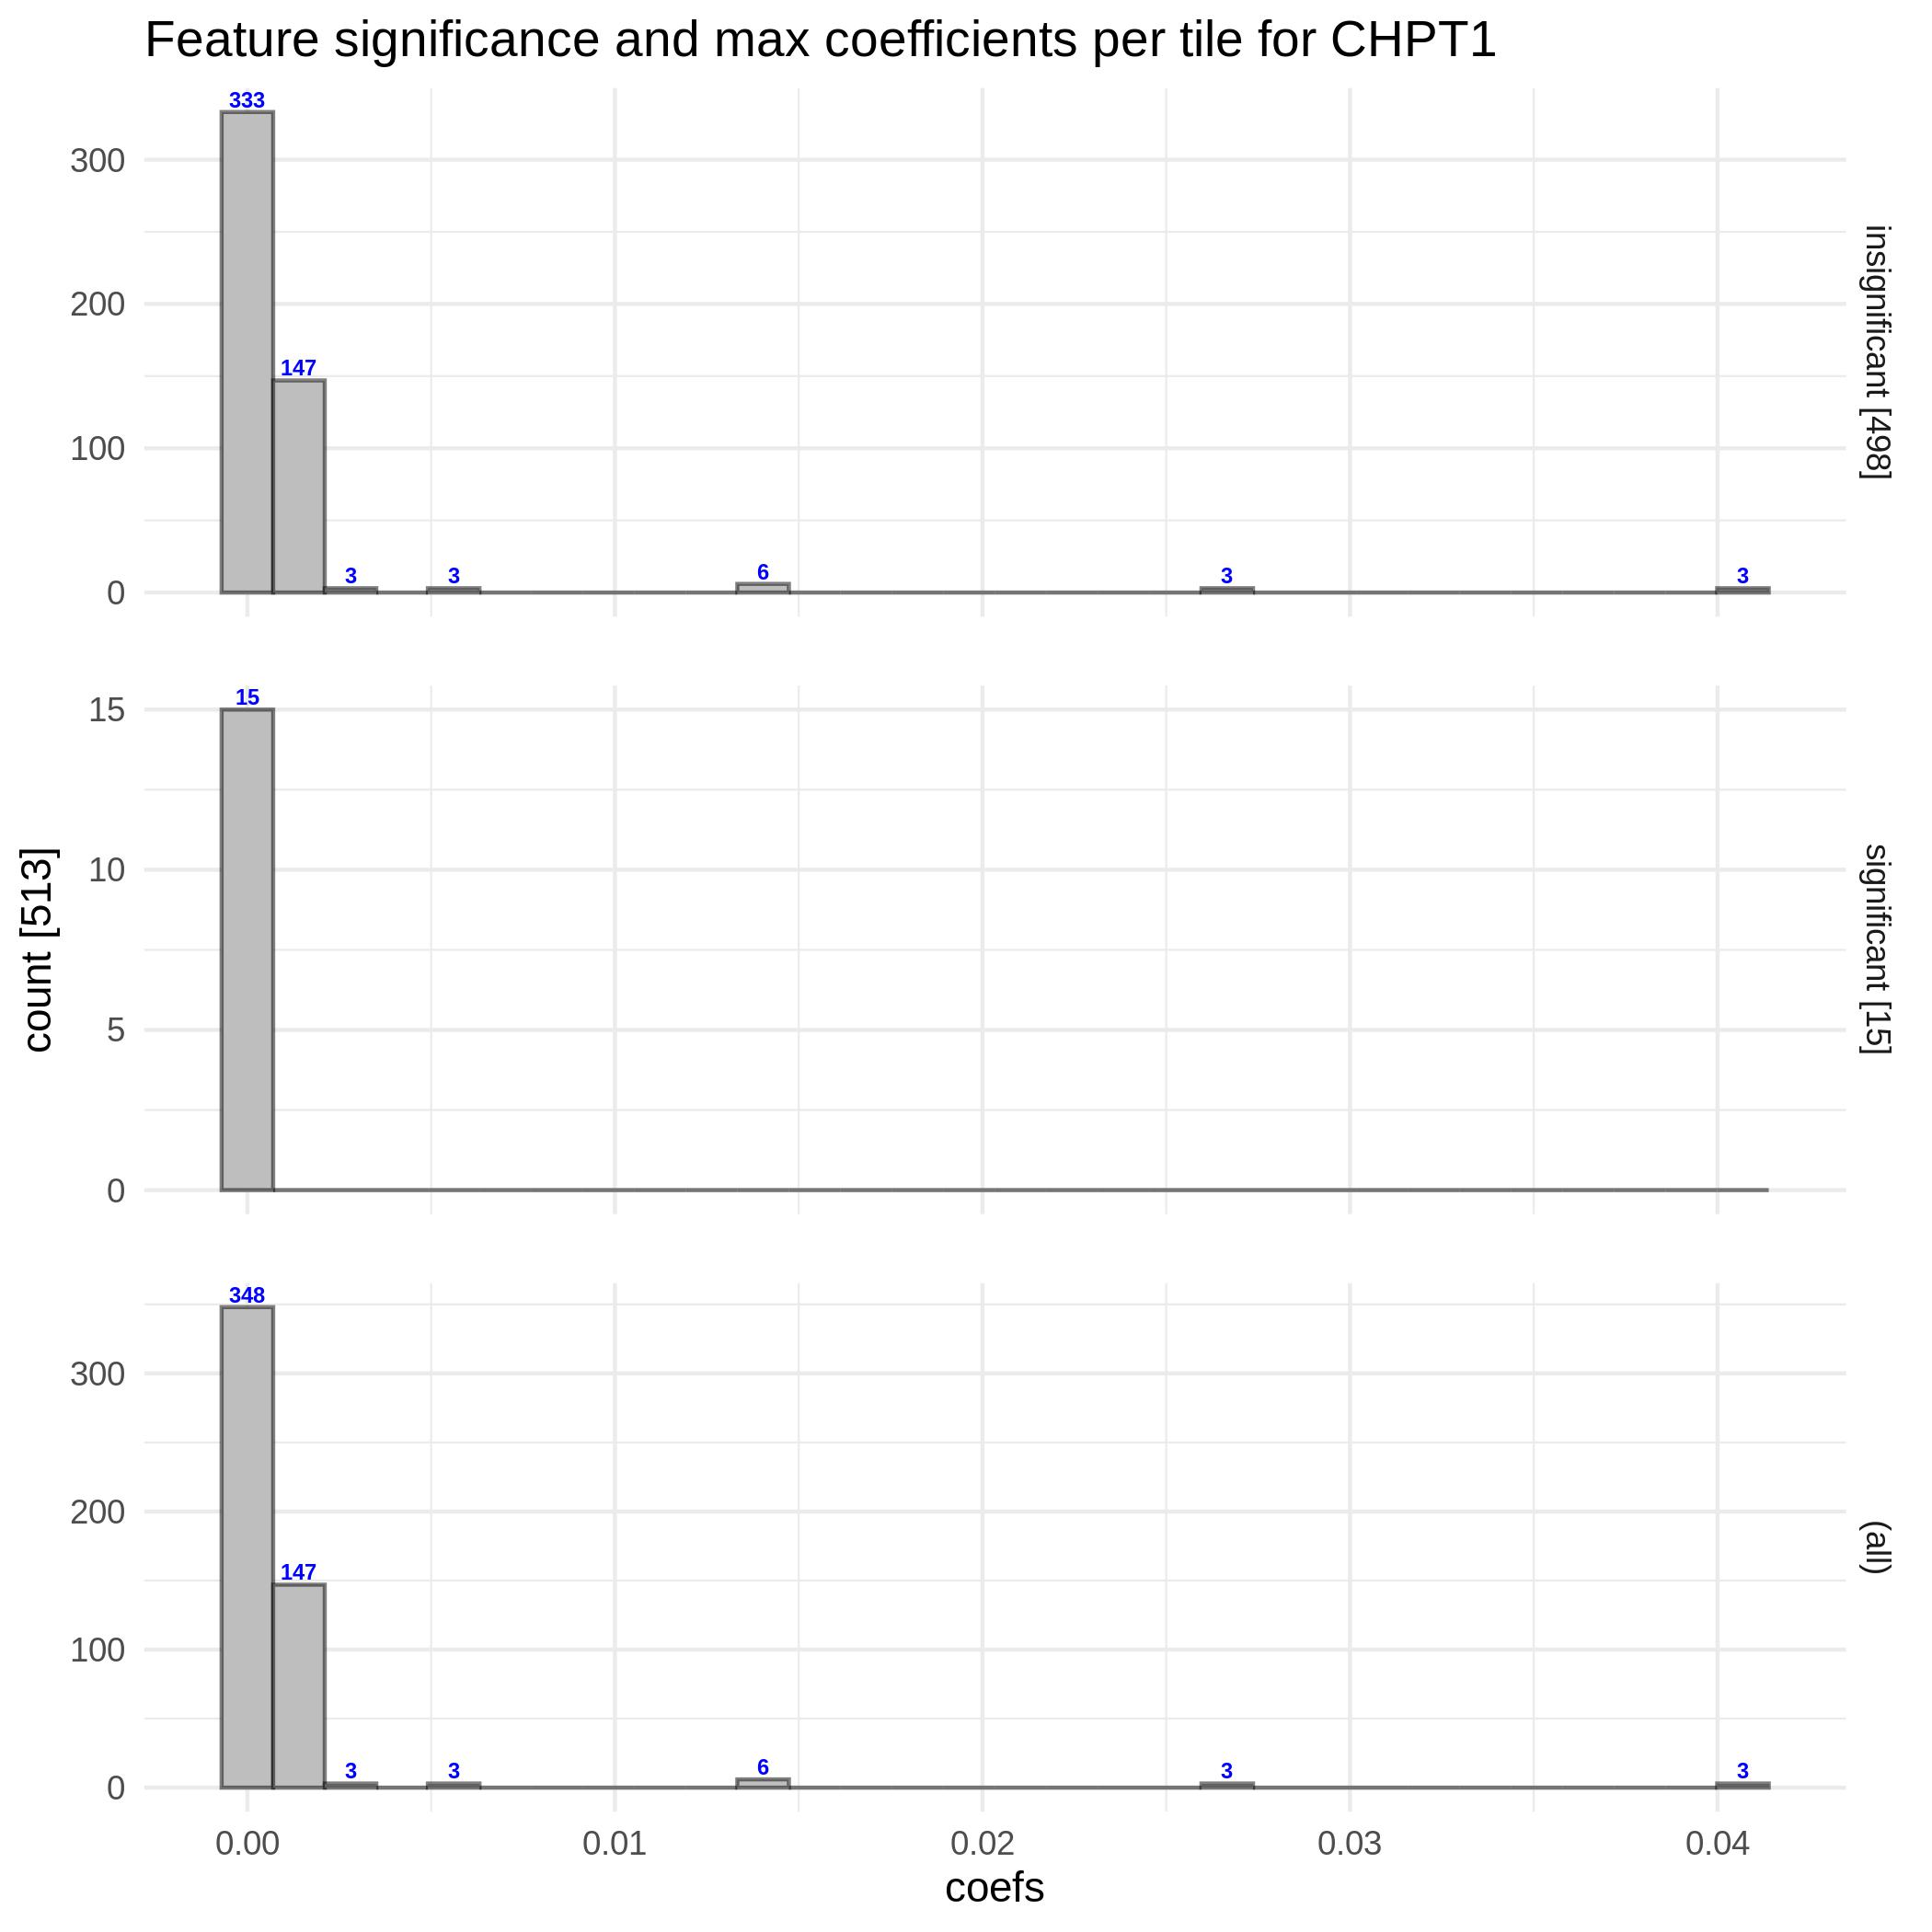 Feature significance and max coefficients per tile for CHPT1
333
300
147
200
100
3 3 6 3 3
0
insignificant [498]
15
15
10
5
0
significant [15]
count [513]
348
300
200
147
100
3 3 6 3 3
0
(all)
0.00 0.01 0.02 0.03 0.04
coefs